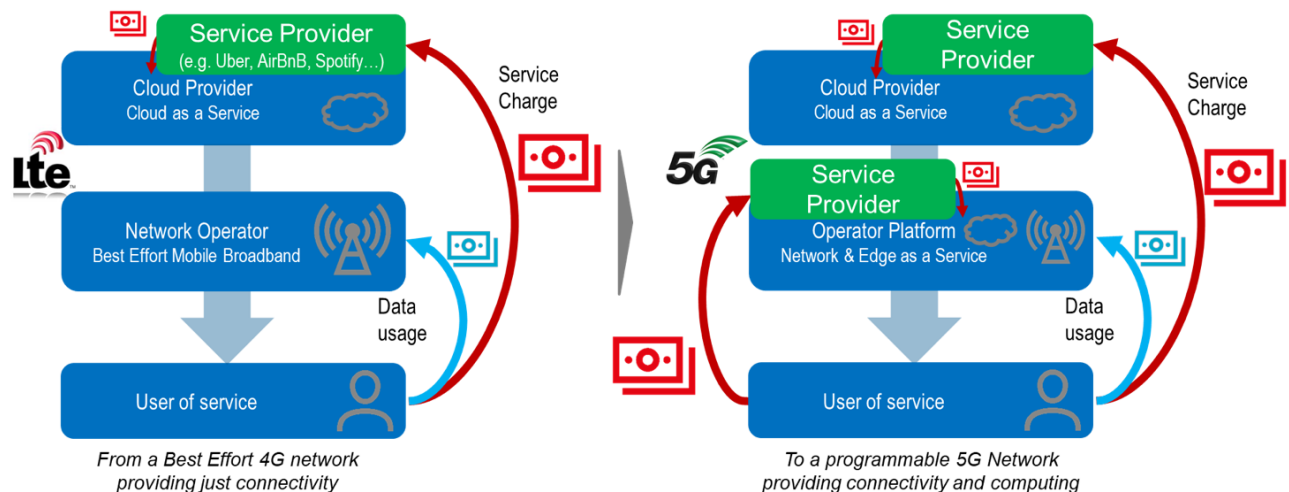 Service Provider
(e.g. Uber, AirBnB, Spotify…)
Cloud Provider
Cloud as a Service
Service
Charge
Lte
Network Operator
Best Effort Mobile Broadband
Data
usage
User of service
From a Best Effort 4G network
providing just connectivity
Service
Provider
Cloud Provider
Cloud as a Service
Service
Charge
5G
Service
Provider
Operator Platform
Network & Edge as a Service
Data
usage
User of service
To a programmable 5G Network
providing connectivity and computing